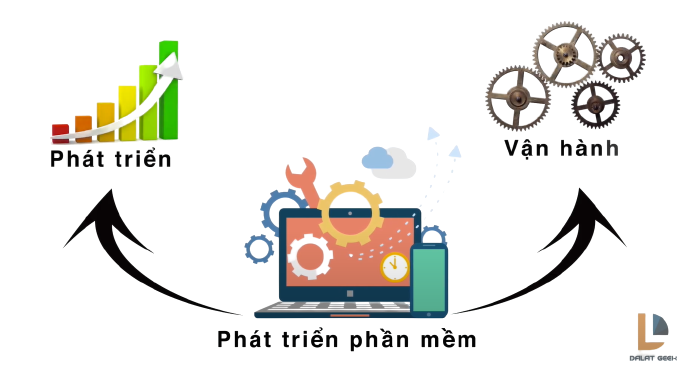 Phát triển
Vận hành
Phát triển phần mềm
DALAT GEEK